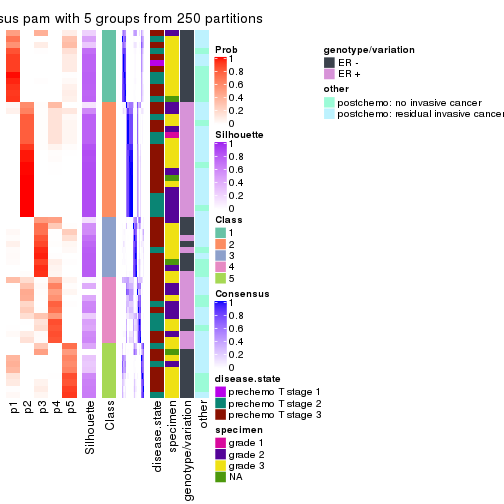 sus pam with 5 groups from 250 partitions
Prob
1
0.8
0.6
0.4
0.2
0
Silhouette
1
0.8
0.6
0.4
0.2
0
Class
1
2
3
4
5
Consensus
1
0.8
0.6
0.4
0.2
0
disease.state
prechemo T stage 1
prechemo T stage 2
prechemo T stage 3
specimen
grade 1
grade 2
grade 3
NA
genotype/variation
ER -
ER +
other
postchemo: no invasive cancer
postchemo: residual invasive cancer
p1
p2
p3
p4
p5
Silhouette
Class
disease.state
specimen
genotype/variation
other